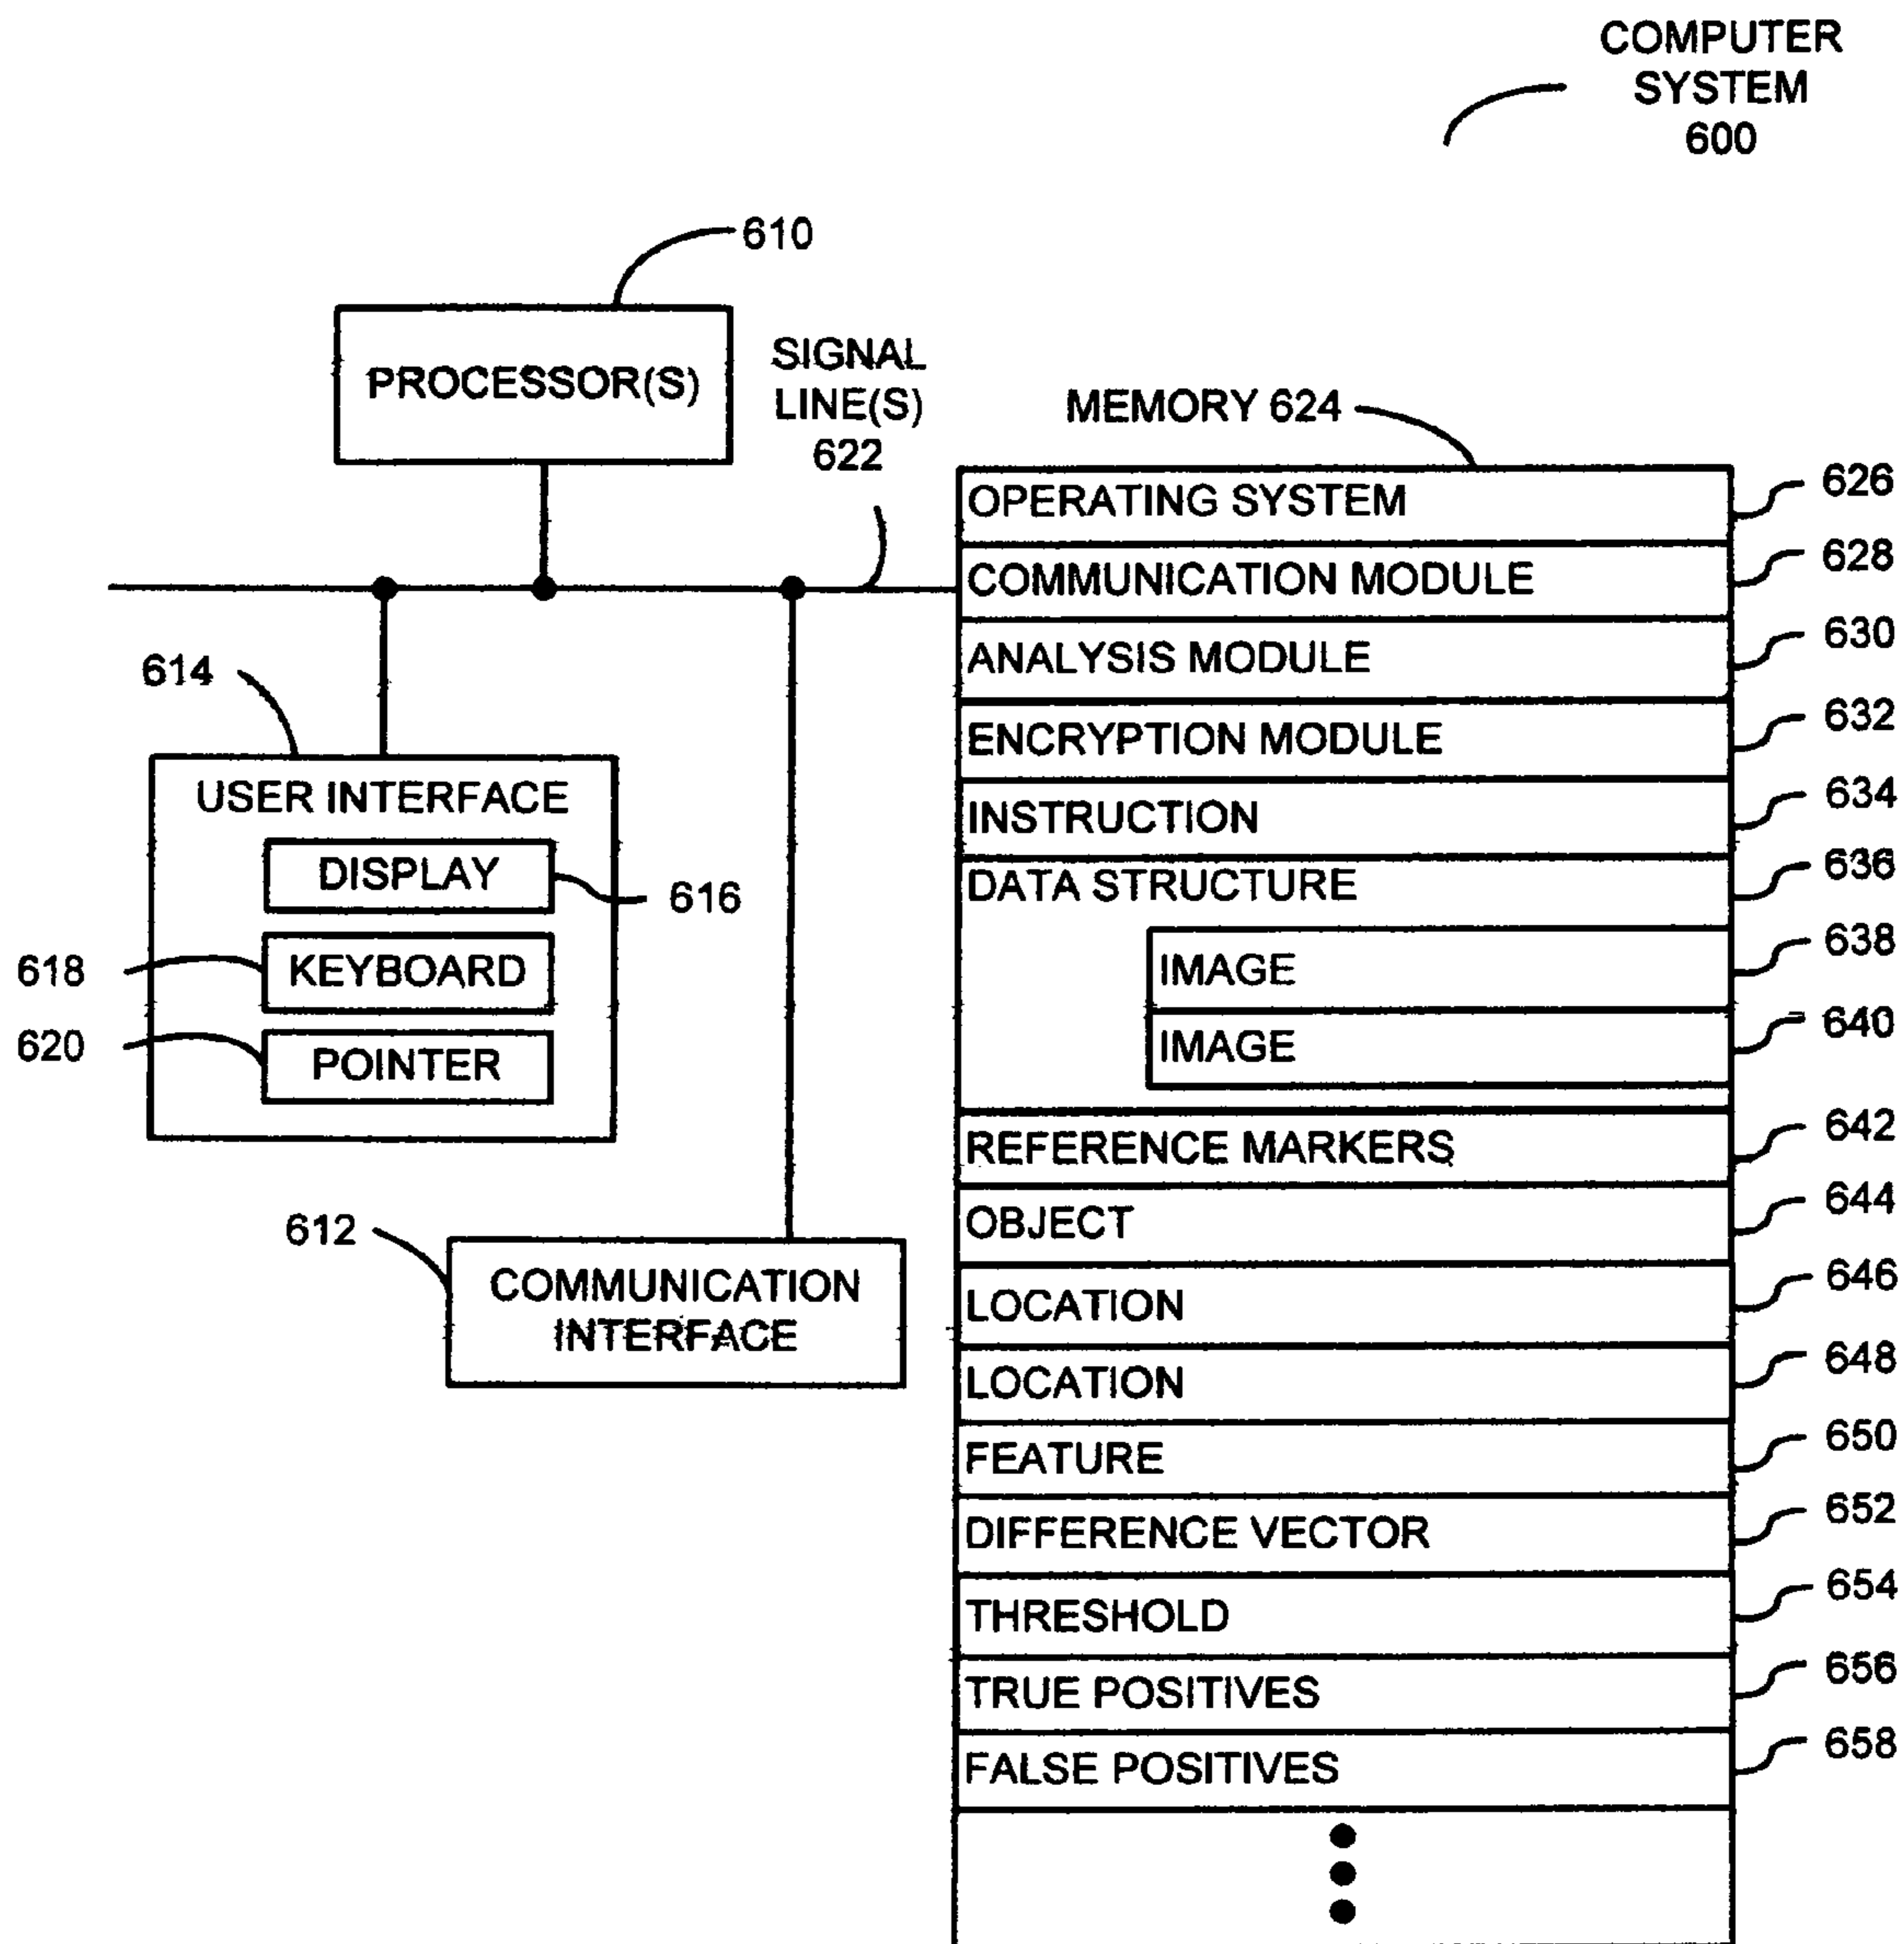 COMPUTER
SYSTEM
600
610
PROCESSOR(S)
SIGNAL
LINE(S)
622
MEMORY 624
OPERATING SYSTEM
626
COMMUNICATION MODULE
628
ANALYSIS MODULE
630
ENCRYPTION MODULE
632
INSTRUCTION
634
DATA STRUCTURE
636
IMAGE
638
IMAGE
640
REFERENCE MARKERS
642
OBJECT
644
LOCATION
646
LOCATION
648
FEATURE
650
DIFFERENCE VECTOR
652
THRESHOLD
654
TRUE POSITIVES
656
FALSE POSITIVES
658
614
USER INTERFACE
DISPLAY
616
618
KEYBOARD
620
POINTER
612
COMMUNICATION
INTERFACE